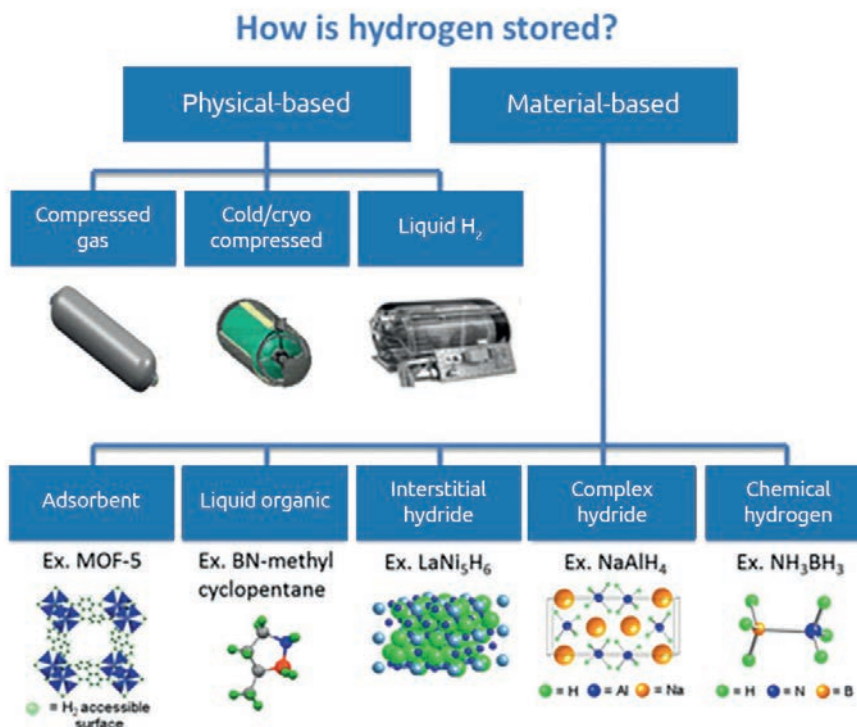 How is hydrogen stored?
Physical-based
Material-based
Compressed
gas
Cold/cryo
compressed
Liquid H₂
Adsorbent
Liquid organic
Interstitial
hydride
Complex
hydride
Chemical
hydrogen
Ex. MOF-5
Ex. BN-methyl
cyclopentane
Ex. LaNi₅H₆
Ex. NaAlH₄
Ex. NH₃BH₃
= H₂ accessible
surface
= H = Al = Na
= H = N = B